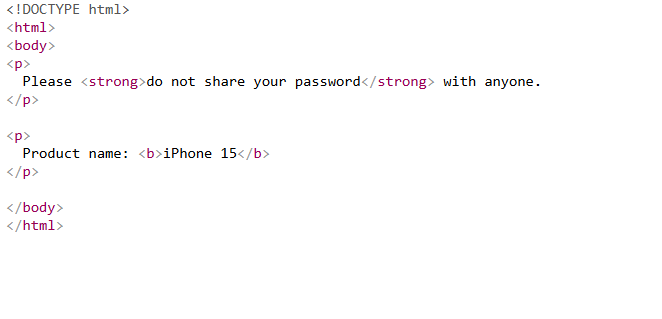 <!DOCTYPE html>
<html>
<body>
<p>
  Please <strong>do not share your password</strong> with anyone.
</p>

<p>
  Product name: <b>iPhone 15</b>
</p>

</body>
</html>